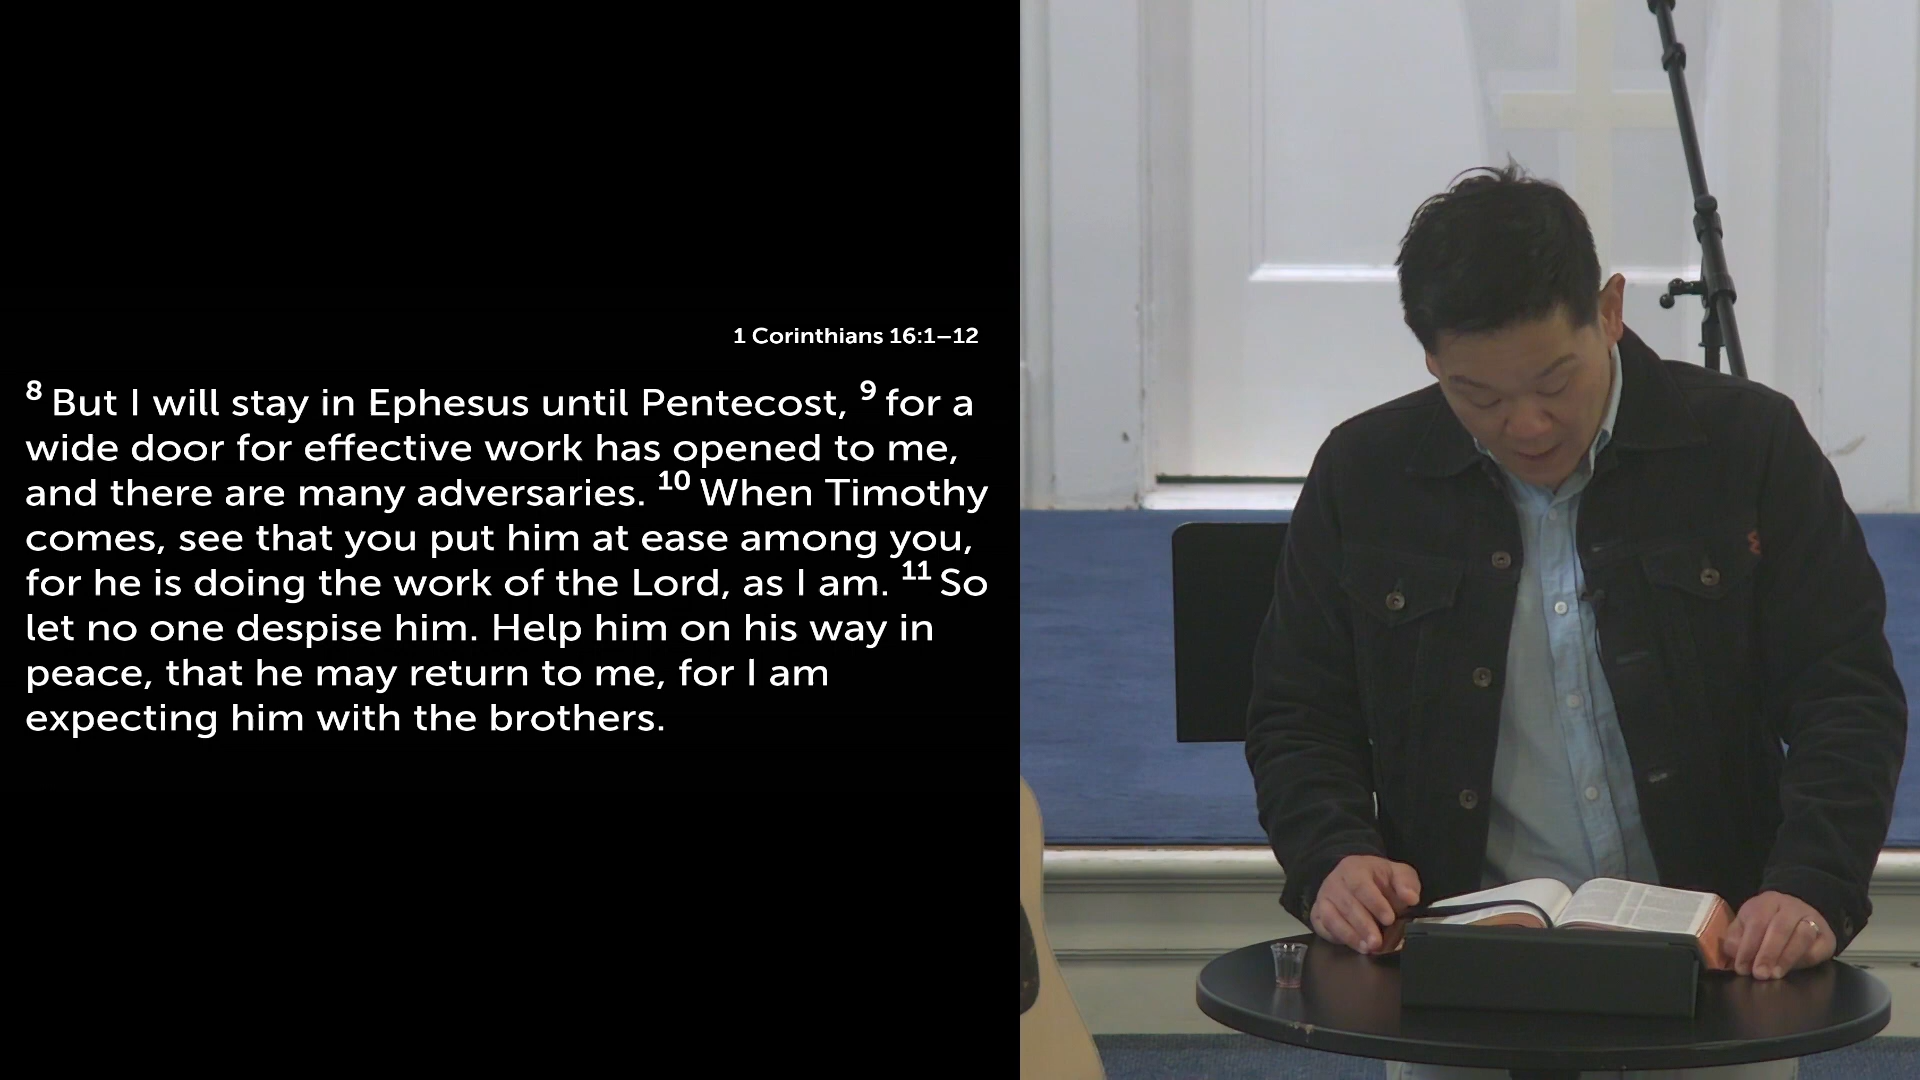 1 Corinthians 16:1–12
8 But I will stay in Ephesus until Pentecost, 9 for a
wide door for effective work has opened to me,
and there are many adversaries. 10 When Timothy
comes, see that you put him at ease among you,
for he is doing the work of the Lord, as I am. 11 So
let no one despise him. Help him on his way in
peace, that he may return to me, for I am
expecting him with the brothers.